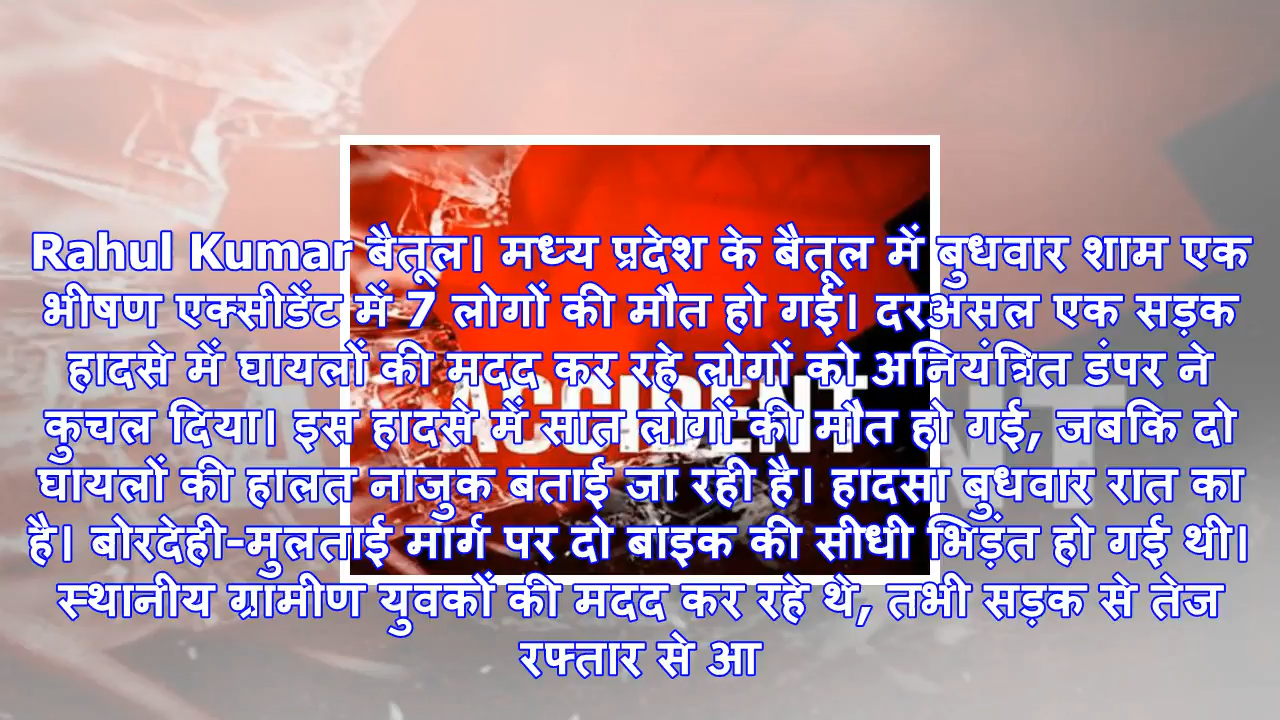 Rahul Kumar बैतूल। मध्य प्रदेश के बैतूल में बुधवार शाम एक
भीषण एक्सीडेंट में 7 लोगों की मौत हो गई। दरअसल एक सड़क
हादसे में घायलों की मदद कर रहे लोगों को अनियंत्रित डंपर ने
कुचल दिया। इस हादसे में सात लोगों की मौत हो गई, जबकि दो
घायलों की हालत नाजुक बताई जा रही है। हादसा बुधवार रात का
है। बोरदेही-मुलताई मार्ग पर दो बाइक की सीधी भिड़ंत हो गई थी।
स्थानीय ग्रामीण युवकों की मदद कर रहे थे, तभी सड़क से तेज
रफ्तार से आ
ACCIDENT